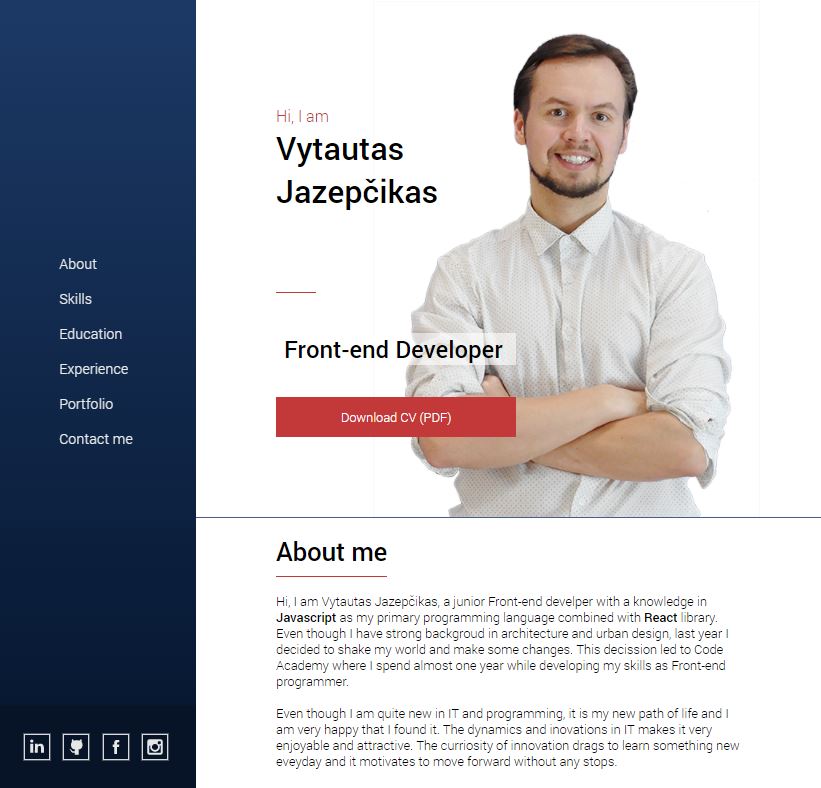 About
Skills
Education
Experience
Portfolio
Contact me
in
f
Hi, I am
Vytautas
Jazepčikas
Front-end Developer
Download CV (PDF)
About me
Hi, I am Vytautas Jazepčikas, a junior Front-end develper with a knowledge in
Javascript as my primary programming language combined with React library.
Even though I have strong backgroud in architecture and urban design, last year I
decided to shake my world and make some changes. This decission led to Code
Academy where I spend almost one year while developing my skills as Front-end
programmer.
Even though I am quite new in IT and programming, it is my new path of life and I
am very happy that I found it. The dynamics and inovations in IT makes it very
enjoyable and attractive. The curriosity of innovation drags to learn something new
eveyday and it motivates to move forward without any stops.